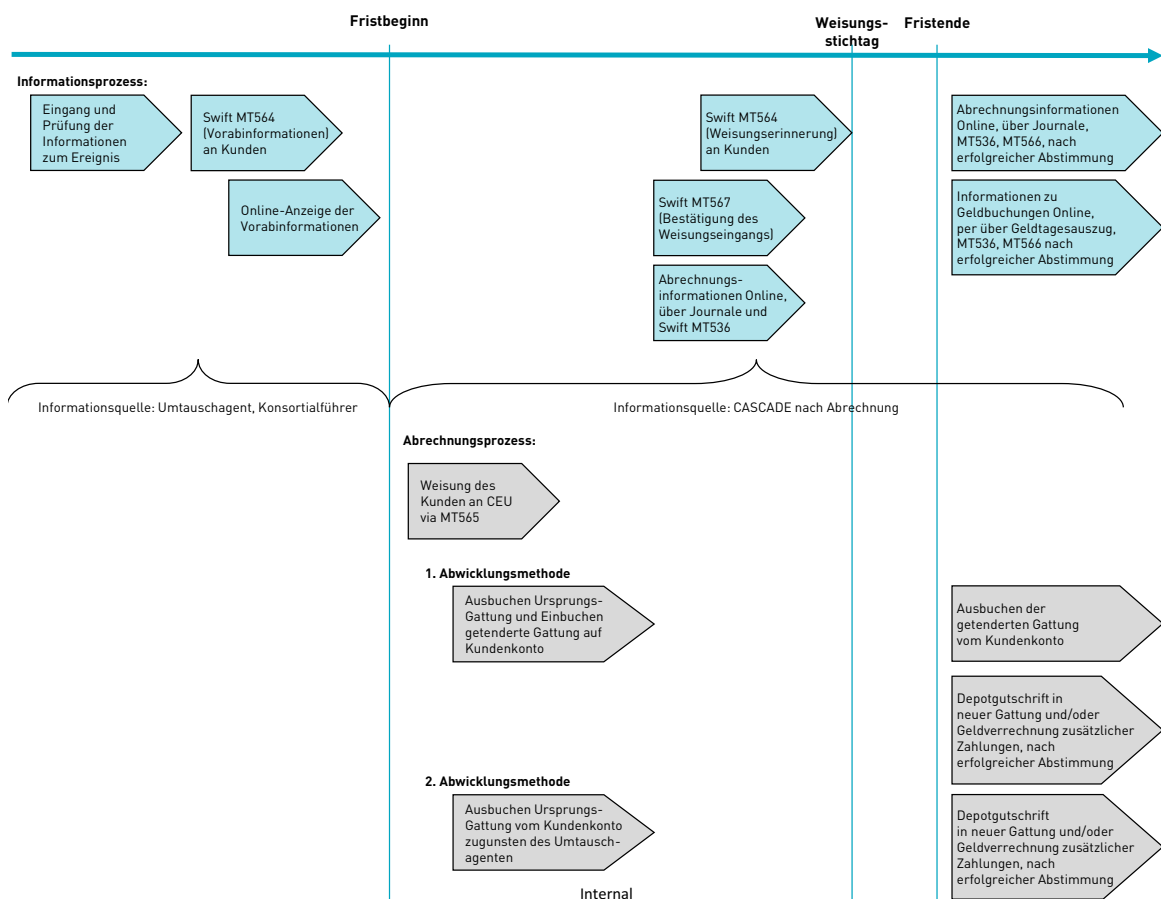 Fristbeginn
Weisungs-
stichtag
Fristende
Informationsprozess:
Eingang und
Prüfung der
Informationen
zum Ereignis
Swift MT564
(Vorabinformationen)
an Kunden
Swift MT564
(Weisungserinnerung)
an Kunden
Abrechnungsinformationen
Online, über Journale,
MT536, MT566, nach
erfolgreicher Abstimmung
Online-Anzeige der
Vorabinformationen
Swift MT567
(Bestätigung des
Weisungseingangs)
Informationen zu
Geldbuchungen Online,
per über Geldtagesauszug,
MT536, MT566 nach
erfolgreicher Abstimmung
Abrechnungs-
informationen Online,
über Journale und
Swift MT536
Informationsquelle: Umtauschagent, Konsortialführer
Informationsquelle: CASCADE nach Abrechnung
Abrechnungsprozess:
Weisung des
Kunden an CEU
via MT565
1. Abwicklungsmethode
Ausbuchen Ursprungs-
Gattung und Einbuchen
getenderte Gattung auf
Kundenkonto
Ausbuchen der
getenderten Gattung
vom Kundenkonto
Depotgutschrift in
neuer Gattung und/oder
Geldverrechnung zusätzlicher
Zahlungen, nach
erfolgreicher Abstimmung
2. Abwicklungsmethode
Ausbuchen Ursprungs-
Gattung vom Kundenkonto
zugunsten des Umtausch-
agenten
Depotgutschrift
in neuer Gattung und/oder
Geldverrechnung zusätzlicher
Zahlungen, nach
erfolgreicher Abstimmung
Internal